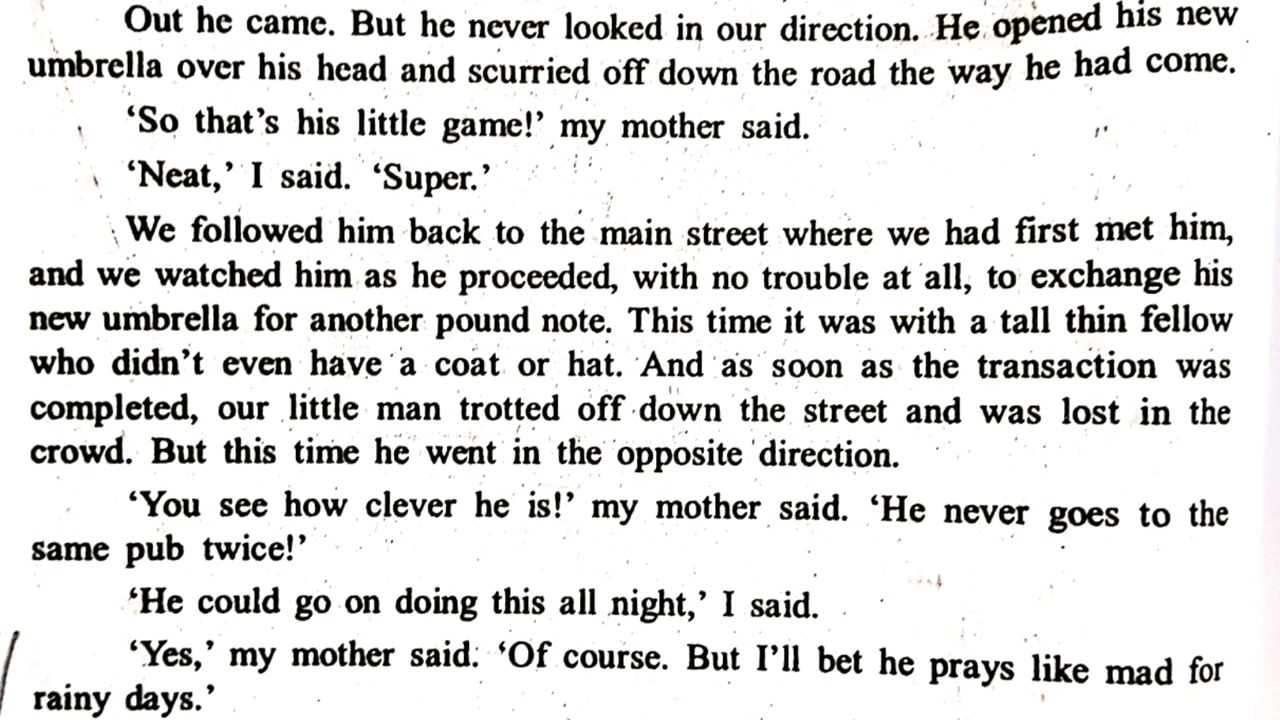 Out he came. But he never looked in our direction. He opened his new
umbrella over his head and scurried off down the road the way he had come.
‘So that’s his little game!’ my mother said.
‘Neat,’ I said. ‘Super.’
We followed him back to the main street where we had first met him,
and we watched him as he proceeded, with no trouble at all, to exchange his
new umbrella for another pound note. This time it was with a tall thin fellow
who didn’t even have a coat or hat. And as soon as the transaction was
completed, our little man trotted off down the street and was lost in the
crowd. But this time he went in the opposite direction.
‘You see how clever he is!’ my mother said. ‘He never goes to the
same pub twice!’
‘He could go on doing this all night,’ I said.
‘Yes,’ my mother said. ‘Of course. But I’ll bet he prays like mad for
rainy days.’